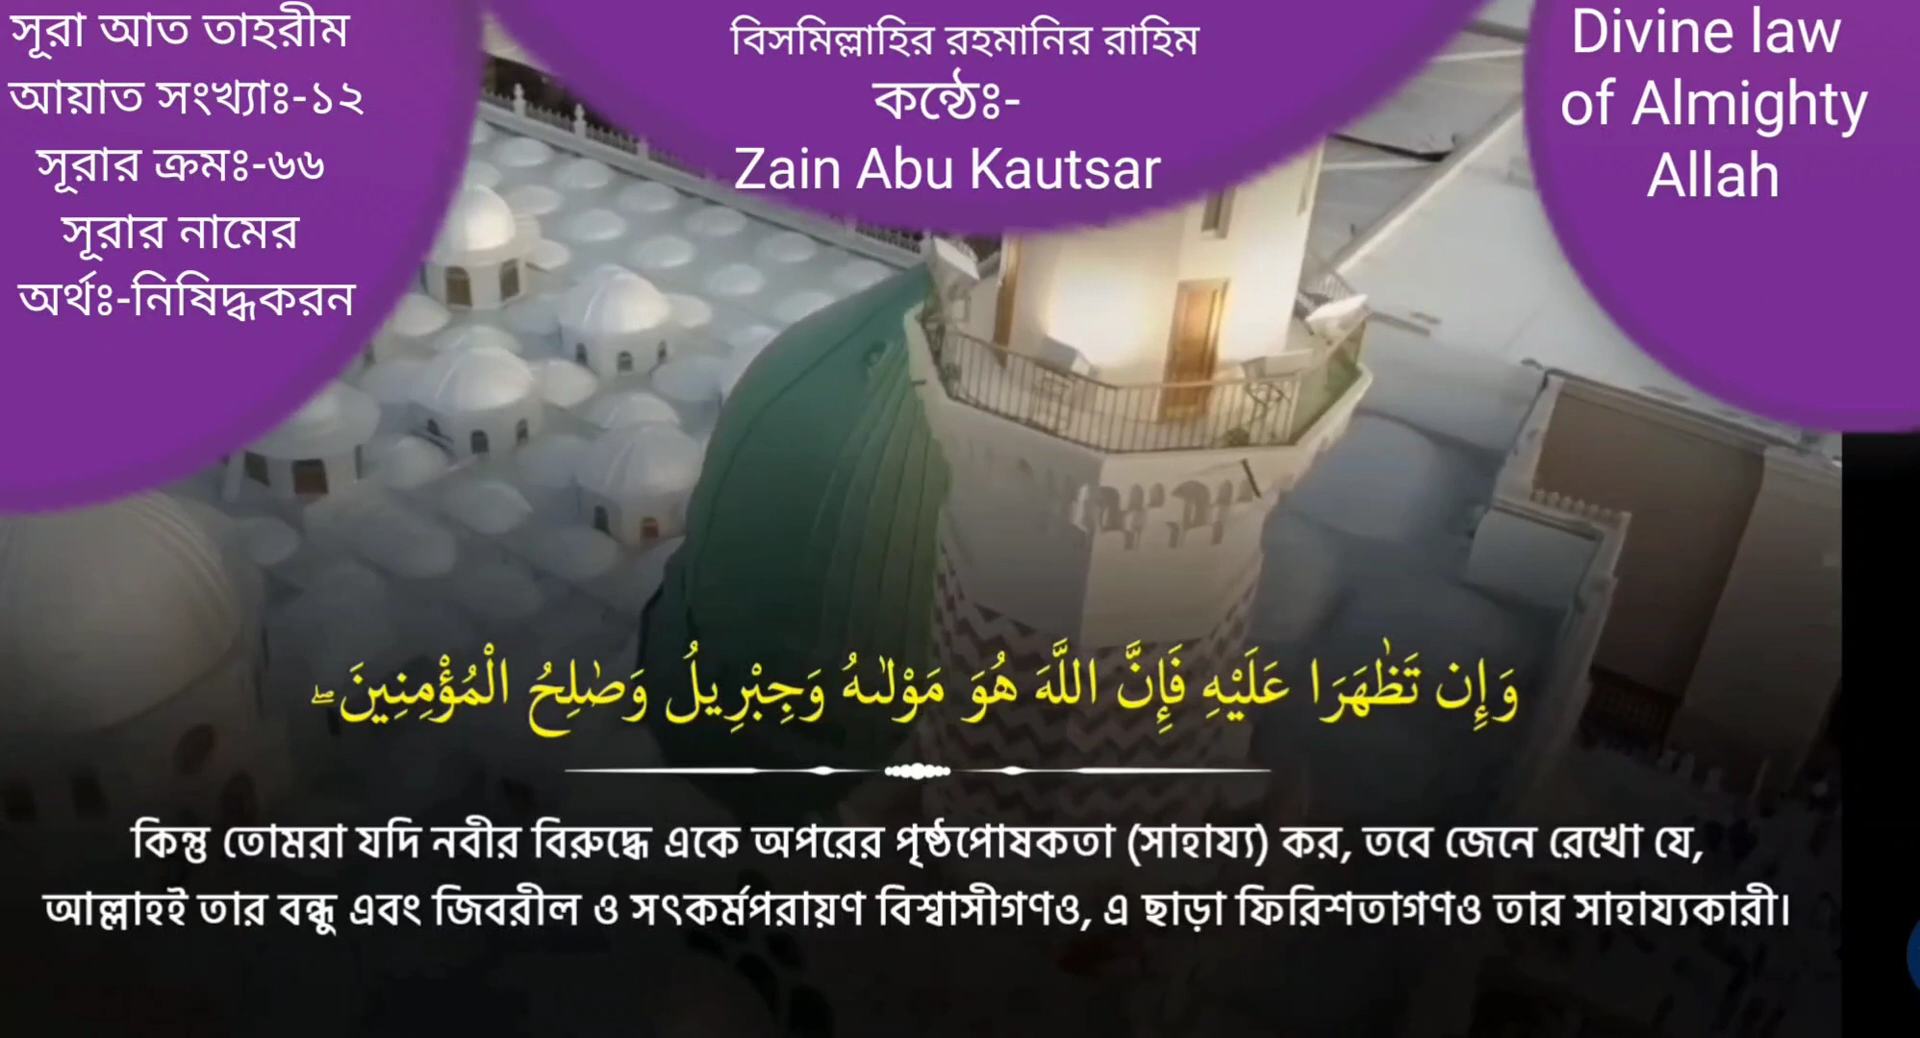 সূরা আত তাহরীম
আয়াত সংখ্যাঃ-১২
সূরার ক্রমঃ-৬৬
সূরার নামের
অর্থঃ-নিষিদ্ধকরন
বিসমিল্লাহির রহমানির রাহিম
কন্ঠেঃ-
Zain Abu Kautsar
Divine law
of Almighty
Allah
وَإِن تَظَٰهَرَا عَلَيْهِ فَإِنَّ اللَّهَ هُوَ مَوْلَىٰهُ وَجِبْرِيلُ وَصَٰلِحُ الْمُؤْمِنِينَ ۖ
কিন্তু তোমরা যদি নবীর বিরুদ্ধে একে অপরের পৃষ্ঠপোষকতা (সাহায্য) কর, তবে জেনে রেখো যে,
আল্লাহই তার বন্ধু এবং জিবরীল ও সৎকর্মপরায়ণ বিশ্বাসীগণও, এ ছাড়া ফিরিশতাগণও তার সাহায্যকারী।